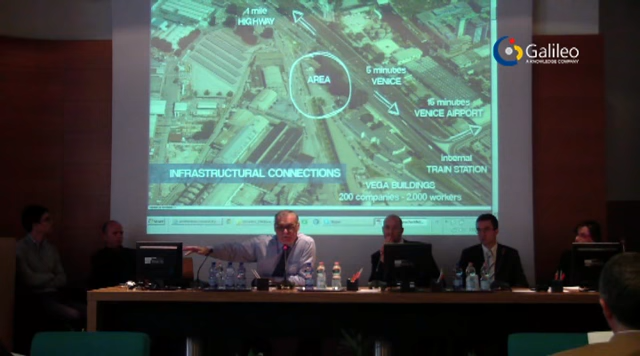 1 mile
HIGHWAY
Galileo
A KNOWLEDGE COMPANY
AREA
5 minutes
VENICE
15 minutes
VENICE AIRPORT
Internal
TRAIN STATION
INFRASTRUCTURAL CONNECTIONS
VEGA BUILDINGS
200 companies - 2.000 workers